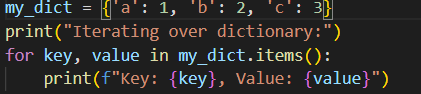 my_dict = {'a': 1, 'b': 2, 'c': 3}
print("Iterating over dictionary:")
for key, value in my_dict.items():
    print(f"Key: {key}, Value: {value}")